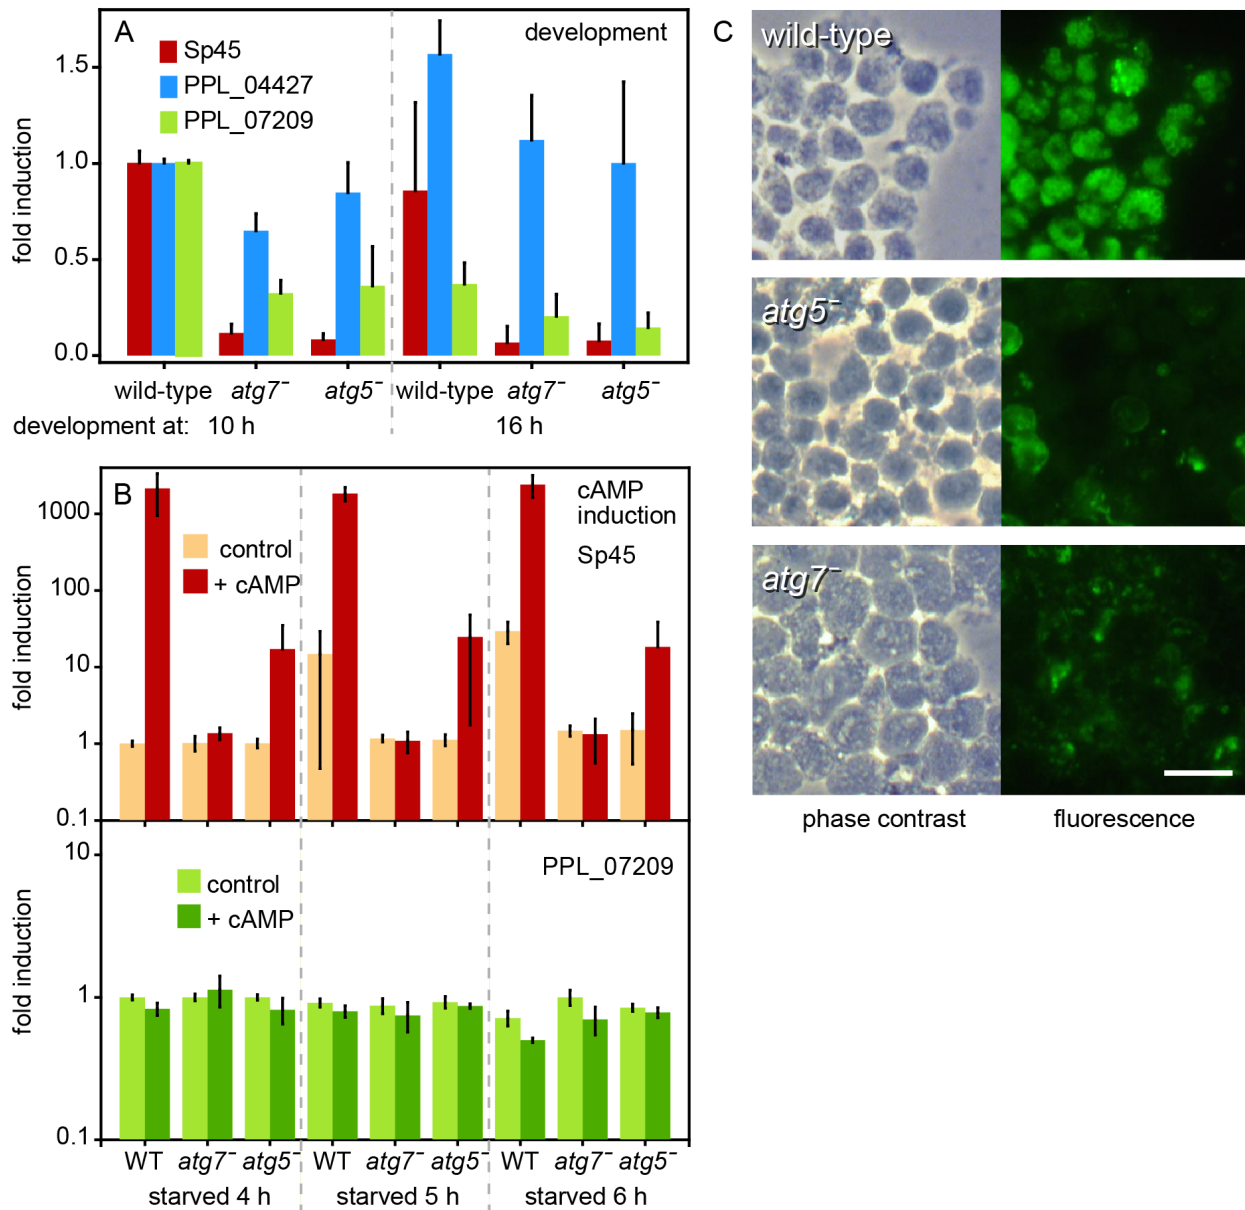 A
development
Sp45
PPL_04427
PPL_07209
fold induction
1.5
1.0
0.5
0.0
wild-type atg7⁻ atg5⁻ wild-type atg7⁻ atg5⁻
development at: 10 h 16 h
B
cAMP
induction
Sp45
control
+ cAMP
fold induction
1000
100
10
1
0.1
PPL_07209
control
+ cAMP
fold induction
10
1
0.1
WT atg7⁻ atg5⁻ WT atg7⁻ atg5⁻ WT atg7⁻ atg5⁻
starved 4 h starved 5 h starved 6 h
C
wild-type
atg5⁻
atg7⁻
phase contrast fluorescence